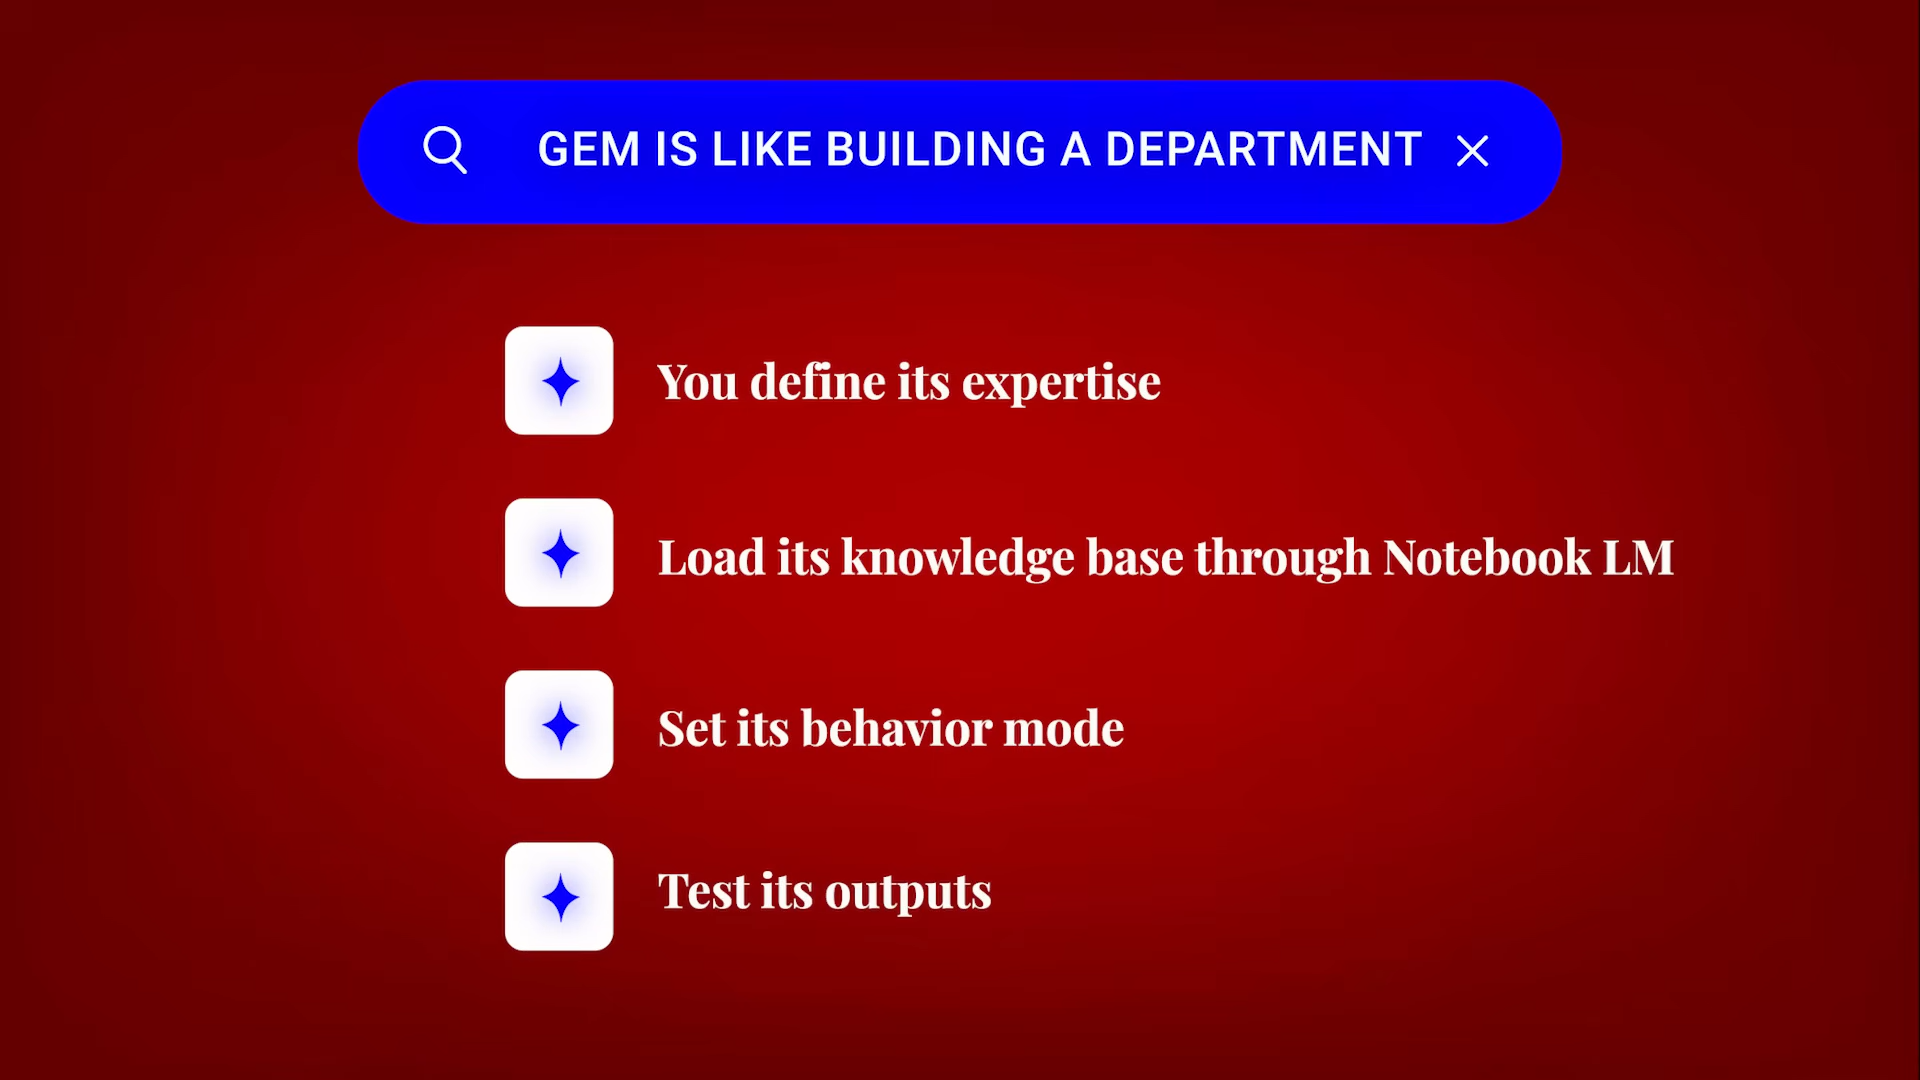 GEM IS LIKE BUILDING A DEPARTMENT
You define its expertise
Load its knowledge base through Notebook LM
Set its behavior mode
Test its outputs